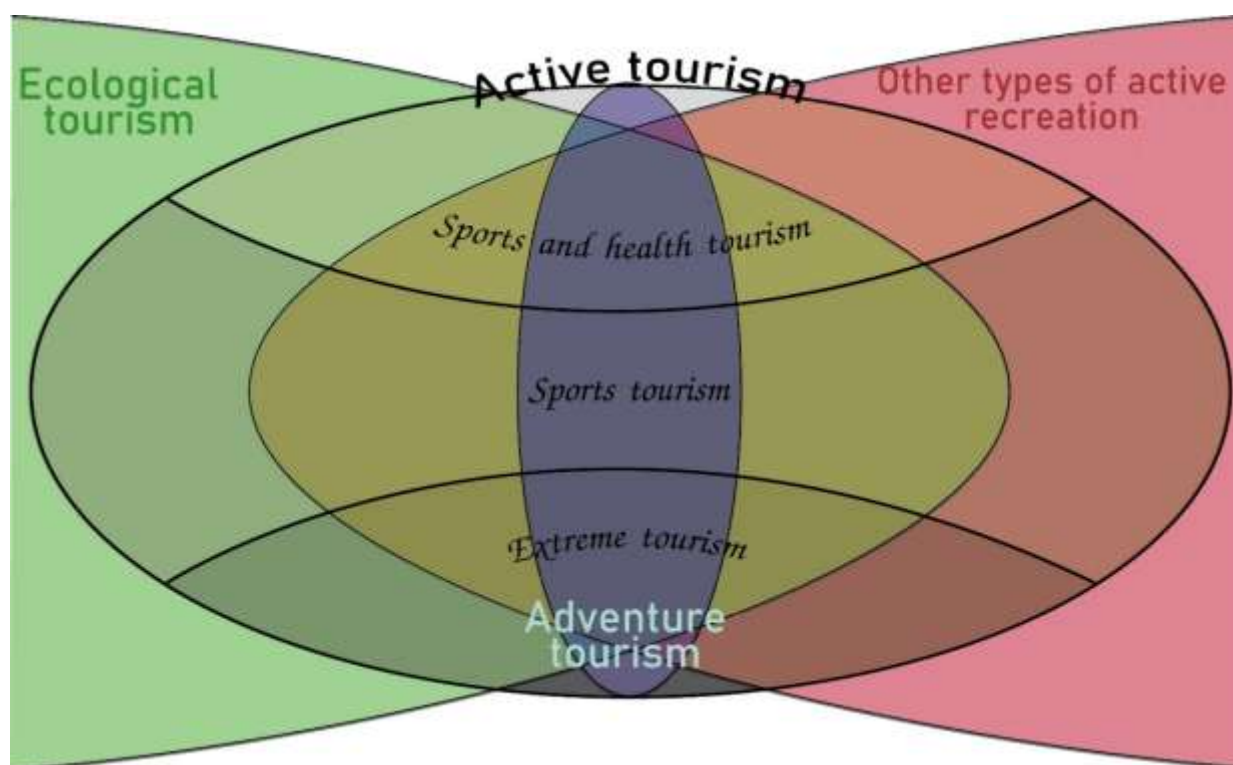 Active tourism
Ecological
tourism
Other types of active
recreation
Sports and health tourism
Sports tourism
Extreme tourism
Adventure
tourism